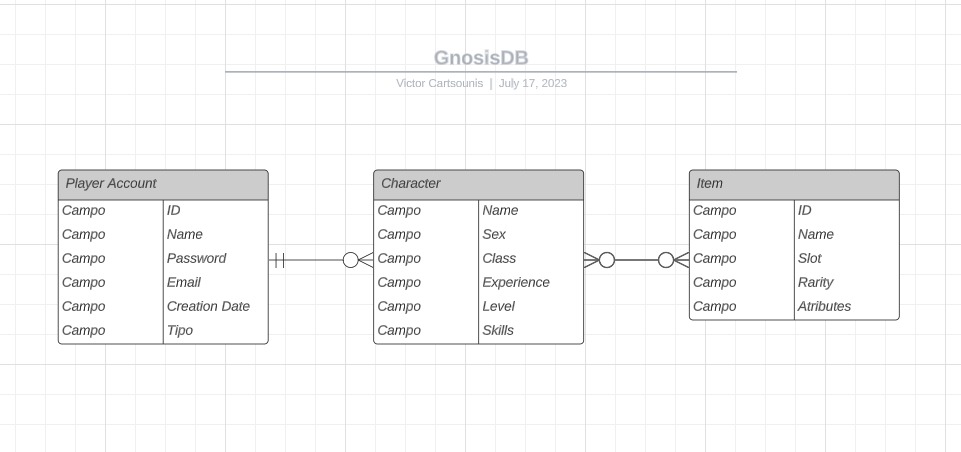 GnosisDB
Victor Cartsounis | July 17, 2023
Player Account
Campo ID
Campo Name
Campo Password
Campo Email
Campo Creation Date
Campo Tipo
Character
Campo Name
Campo Sex
Campo Class
Campo Experience
Campo Level
Campo Skills
Item
Campo ID
Campo Name
Campo Slot
Campo Rarity
Campo Atributes